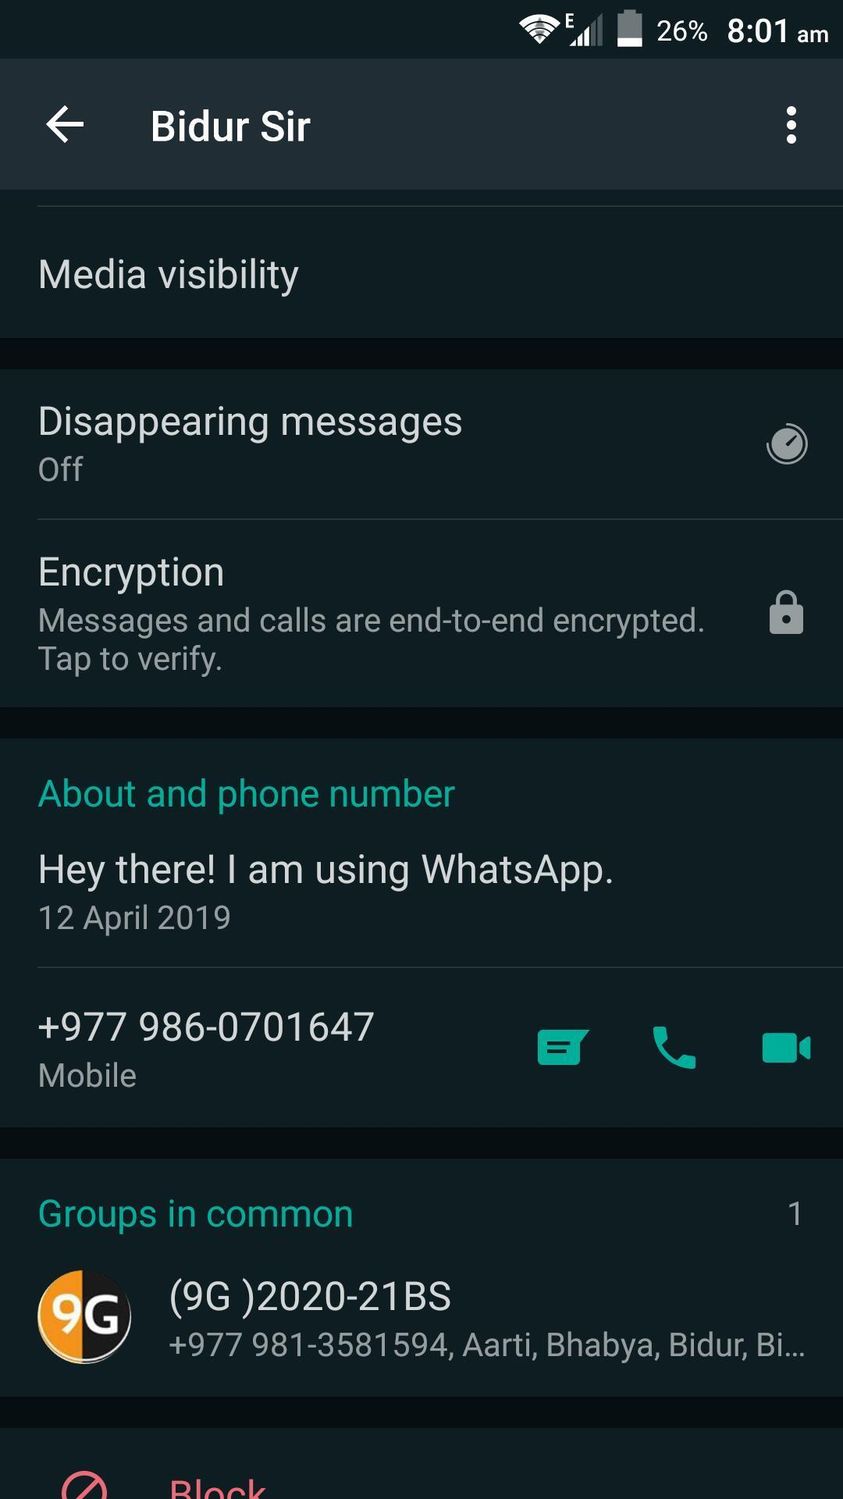 E 26% 8:01 am
Bidur Sir
Media visibility
Disappearing messages
Off
Encryption
Messages and calls are end-to-end encrypted.
Tap to verify.
About and phone number
Hey there! I am using WhatsApp.
12 April 2019
+977 986-0701647
Mobile
Groups in common 1
9G (9G )2020-21BS
+977 981-3581594, Aarti, Bhabya, Bidur, Bi...
Block